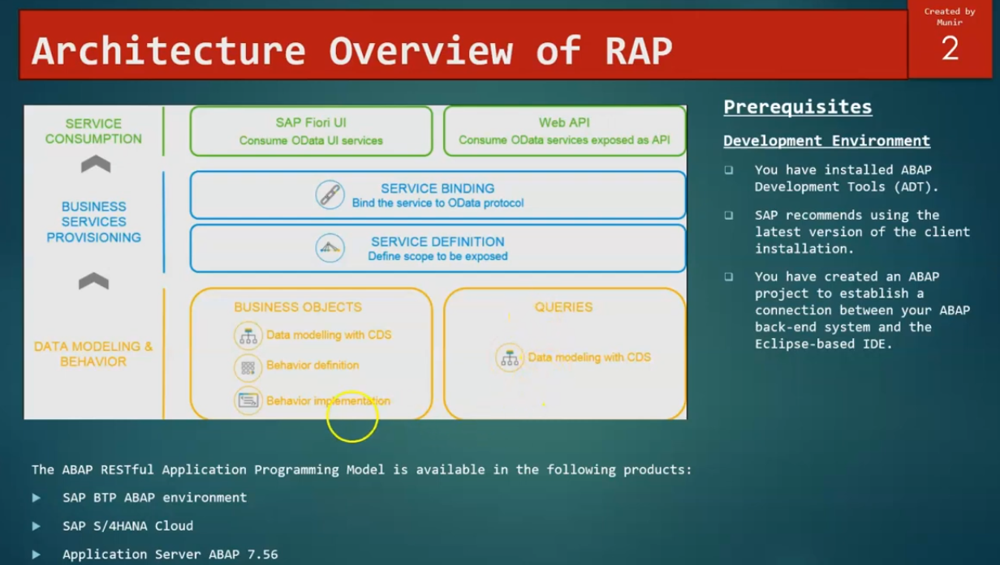 Created by
Munir
2
Architecture Overview of RAP
SERVICE
CONSUMPTION
SAP Fiori UI
Consume OData UI services
Web API
Consume OData services exposed as API
BUSINESS
SERVICES
PROVISIONING
SERVICE BINDING
Bind the service to OData protocol
SERVICE DEFINITION
Define scope to be exposed
DATA MODELING &
BEHAVIOR
BUSINESS OBJECTS
Data modelling with CDS
Behavior definition
Behavior implementation
QUERIES
Data modeling with CDS
Prerequisites
Development Environment
You have installed ABAP
Development Tools (ADT).
SAP recommends using the
latest version of the client
installation.
You have created an ABAP
project to establish a
connection between your ABAP
back-end system and the
Eclipse-based IDE.
The ABAP RESTful Application Programming Model is available in the following products:
SAP BTP ABAP environment
SAP S/4HANA Cloud
Application Server ABAP 7.56